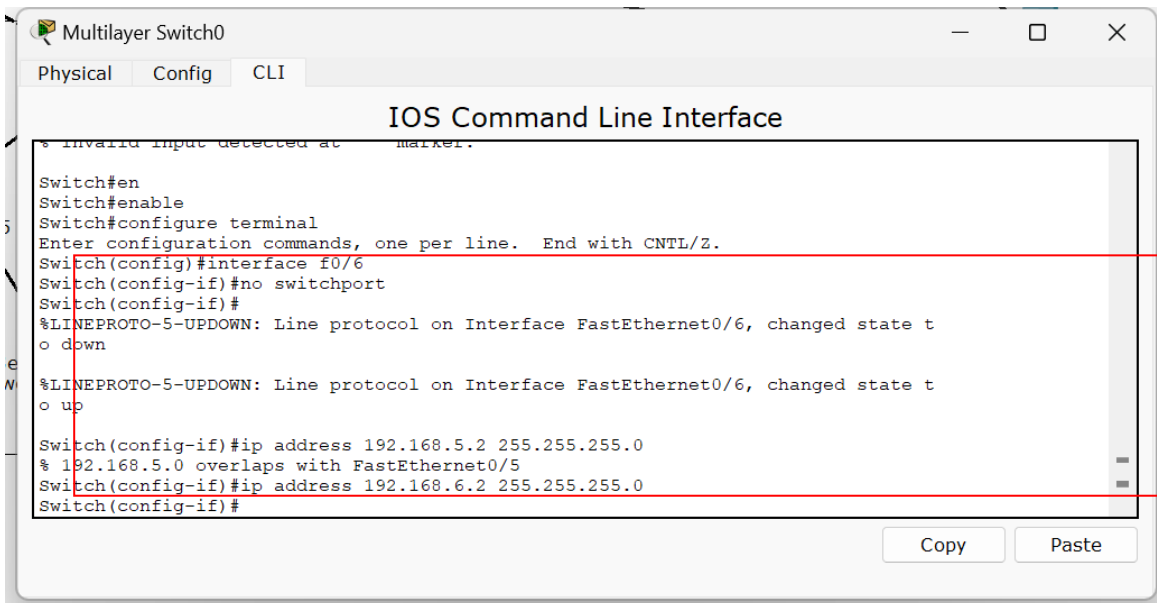 Multilayer Switch0
Physical Config CLI
IOS Command Line Interface
% Invalid input detected at marker.
Switch#en
Switch#enable
Switch#configure terminal
Enter configuration commands, one per line. End with CNTL/Z.
Switch(config)#interface f0/6
Switch(config-if)#no switchport
Switch(config-if)#
%LINEPROTO-5-UPDOWN: Line protocol on Interface FastEthernet0/6, changed state t
o down
%LINEPROTO-5-UPDOWN: Line protocol on Interface FastEthernet0/6, changed state t
o up
Switch(config-if)#ip address 192.168.5.2 255.255.255.0
% 192.168.5.0 overlaps with FastEthernet0/5
Switch(config-if)#ip address 192.168.6.2 255.255.255.0
Switch(config-if)#
Copy Paste